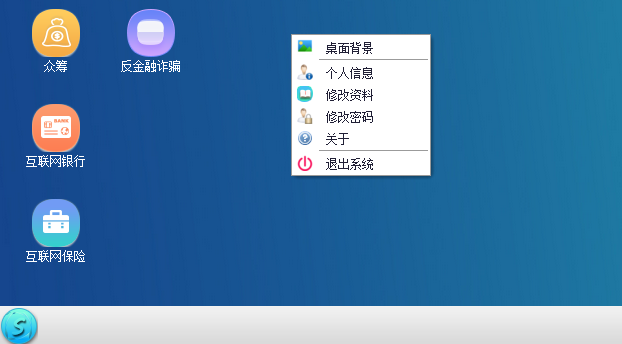 众筹
反金融诈骗
互联网银行
BANK
互联网保险
桌面背景
个人信息
修改资料
修改密码
关于
退出系统
S